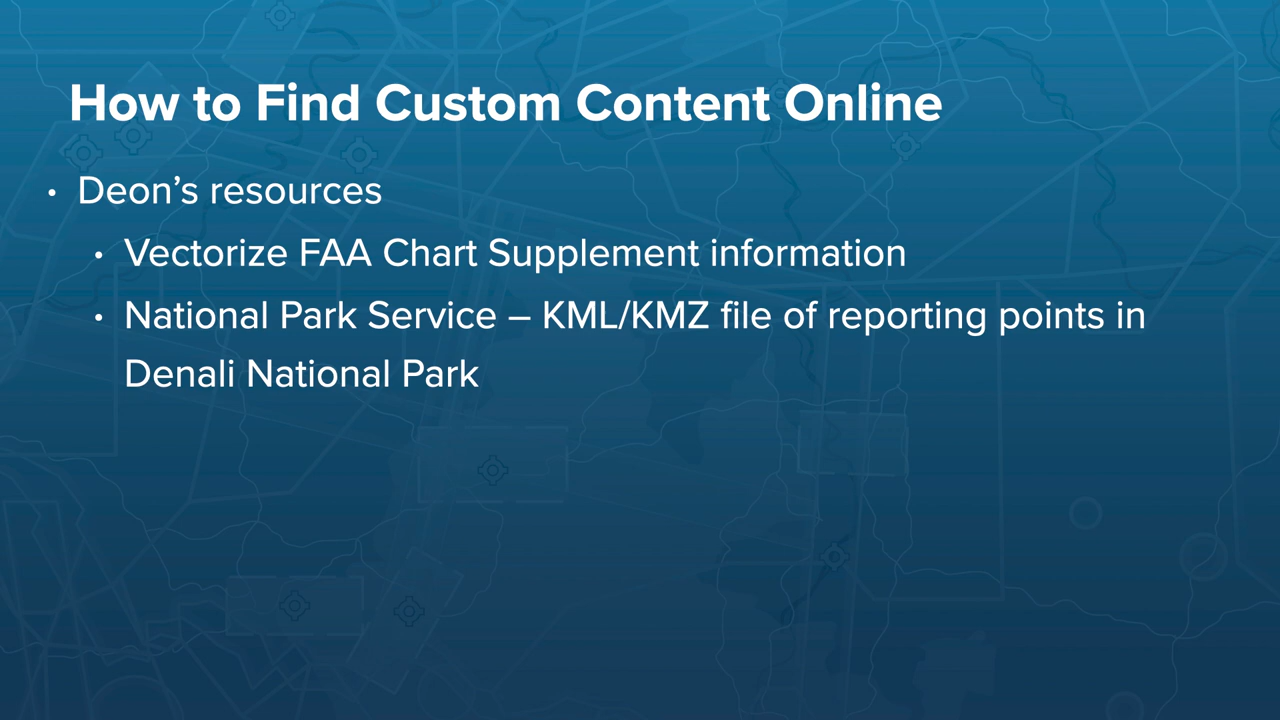 How to Find Custom Content Online
• Deon’s resources
• Vectorize FAA Chart Supplement information
• National Park Service – KML/KMZ file of reporting points in
Denali National Park